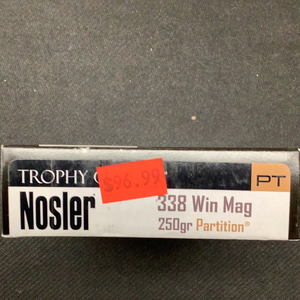 TROPHY G
$96.99
PT
Nosler®
338 Win Mag
250gr Partition®